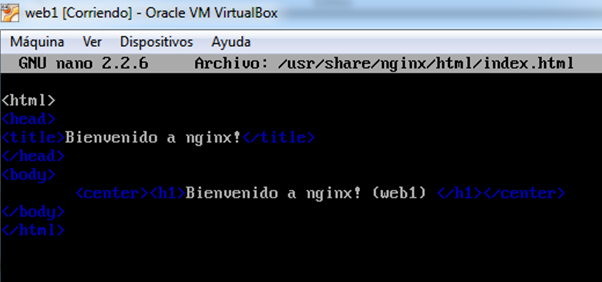 web1 [Corriendo] - Oracle VM VirtualBox
Máquina Ver Dispositivos Ayuda
GNU nano 2.2.6 Archivo: /usr/share/nginx/html/index.html
<html>
<head>
<title>Bienvenido a nginx!</title>
</head>
<body>
<center><h1>Bienvenido a nginx! (web1) </h1></center>
</body>
</html>